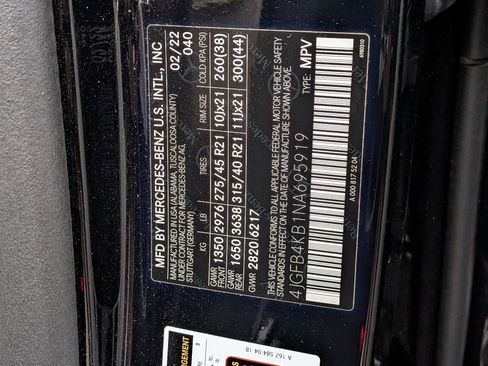 MFD BY MERCEDES-BENZ U.S. INTL., INC
MANUFACTURED IN USA (ALABAMA, TUSCALOOSA COUNTY)
UNDER CONTRACT FOR MERCEDES-BENZ AG,
STUTTGART (GERMANY)
02/22
040
KG LB TIRES RIM SIZE COLD KPA (PSI)
GAWR FRONT 1350 2976 275/45 R21 10Jx21 260(38)
GAWR REAR 1650 3638 315/40 R21 11Jx21 300(44)
GVWR 2820 6217
THIS VEHICLE CONFORMS TO ALL APPLICABLE FEDERAL MOTOR VEHICLE SAFETY
STANDARDS IN EFFECT ON THE DATE OF MANUFACTURE SHOWN ABOVE.
4JGFB4KB1NA695919
TYPE: MPV
A 000 817 52 04
A 167 584 04 18